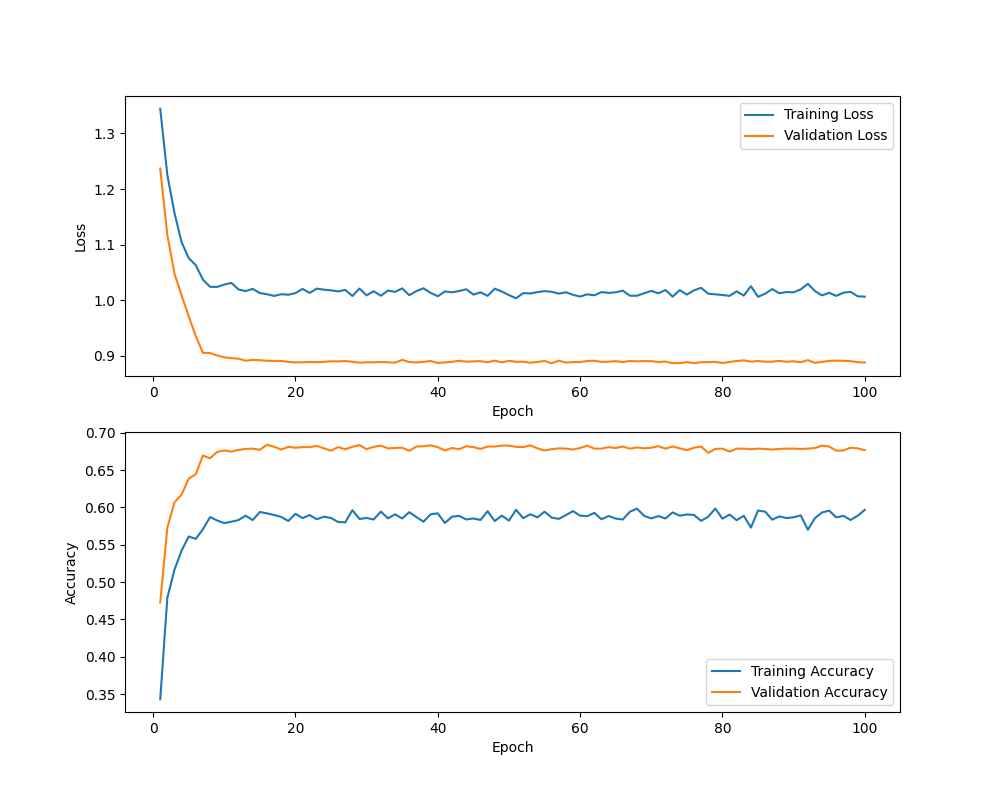 Training Loss
Validation Loss
1.3
1.2
1.1
1.0
0.9
Loss
0 20 40 60 80 100
Epoch
0.70
0.65
0.60
0.55
0.50
0.45
0.40
0.35
Accuracy
Training Accuracy
Validation Accuracy
0 20 40 60 80 100
Epoch